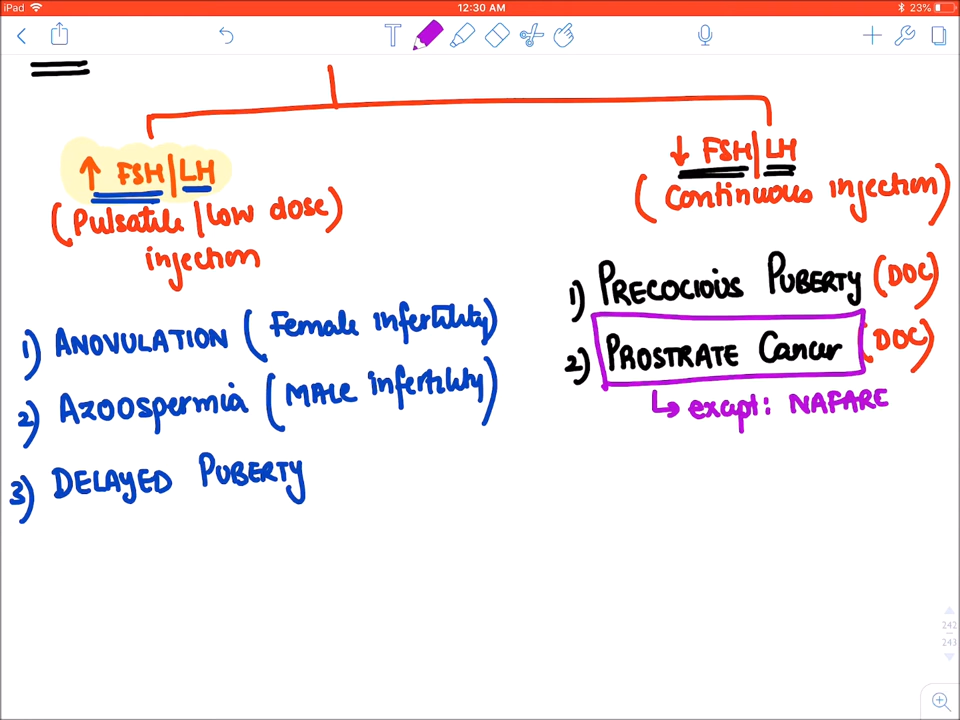 iPad 12:30 AM 23%
T
↑ FSH|LH
(Pulsatile | low dose)
injection
1) ANOVULATION (Female infertility)
2) Azoospermia (MALE infertility)
3) DELAYED PUBERTY
↓ FSH|LH
(Continuous injection)
1) PRECOCIOUS PUBERTY (DOC)
2) PROSTRATE Cancer (DOC)
↳ except: NAFARE
242
243